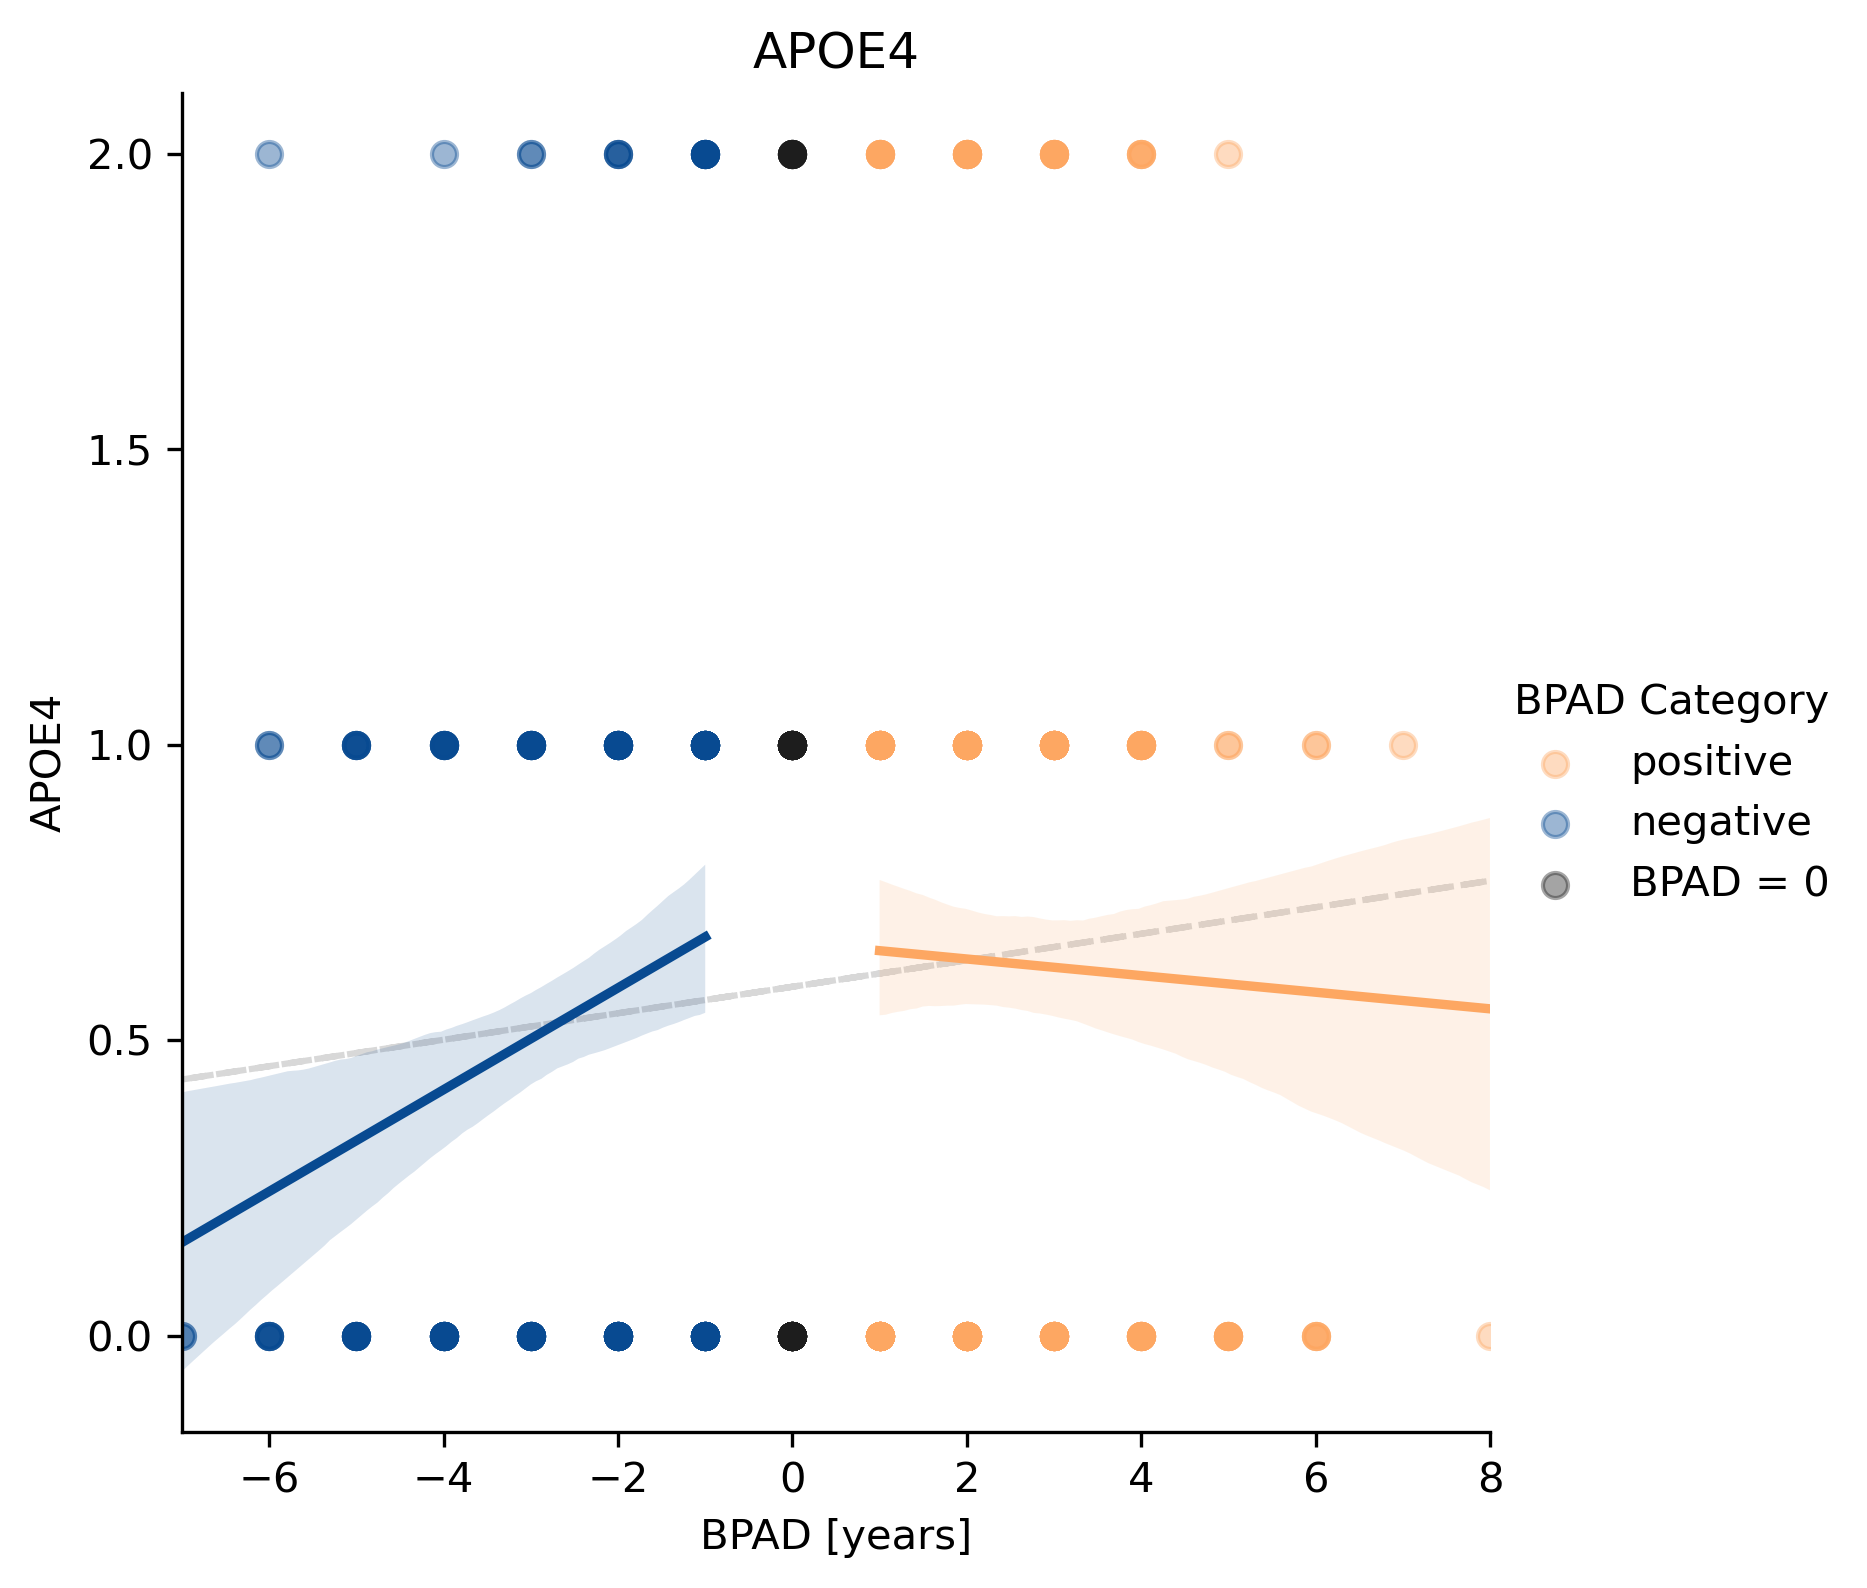 APOE4
2.0
1.5
1.0
0.5
0.0
APOE4
−6 −4 −2 0 2 4 6 8
BPAD [years]
BPAD Category
positive
negative
BPAD = 0